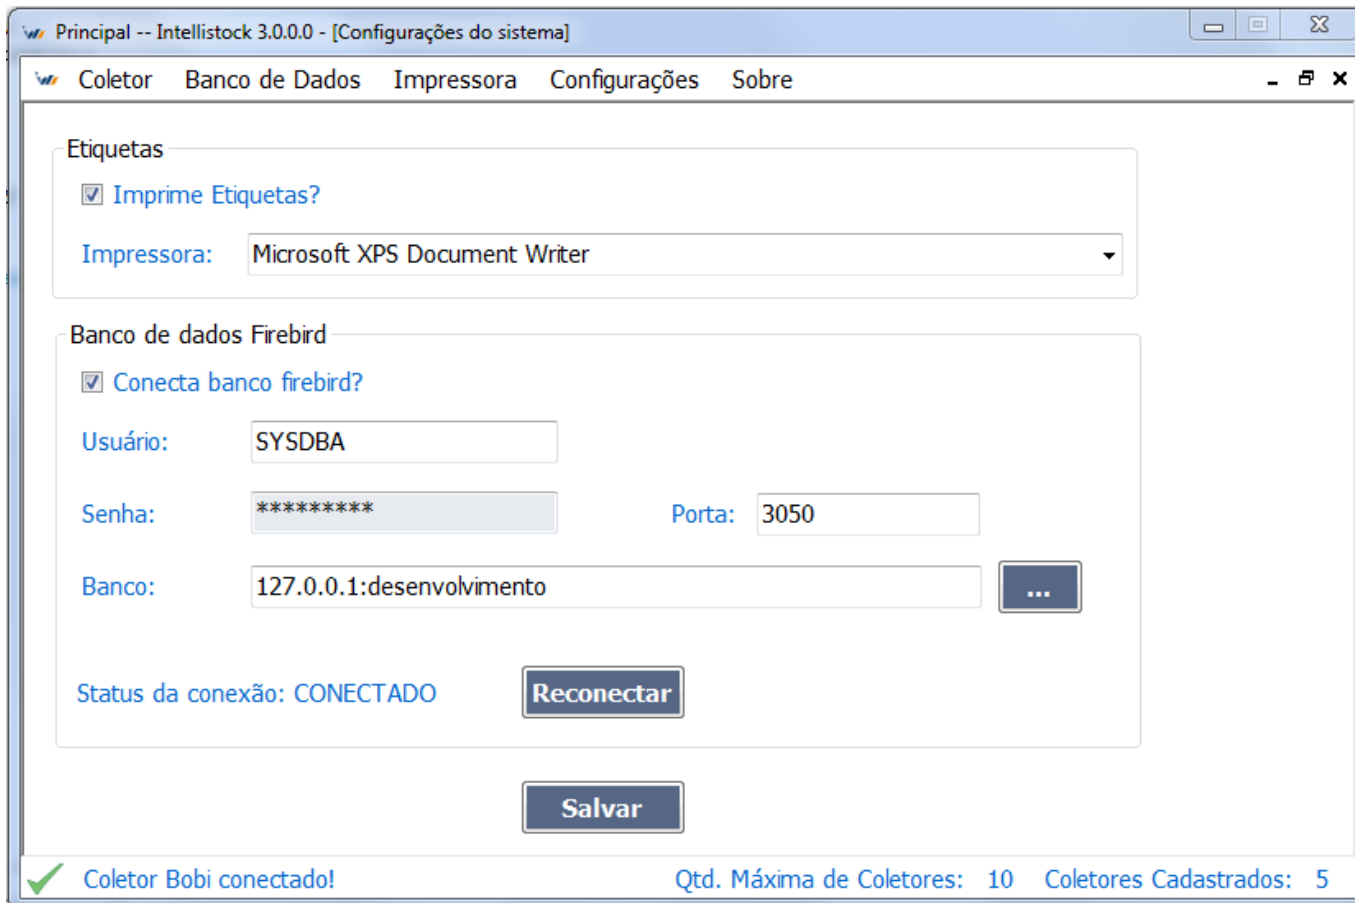 Principal -- Intellistock 3.0.0.0 - [Configurações do sistema]
Coletor Banco de Dados Impressora Configurações Sobre
Etiquetas
Imprime Etiquetas?
Impressora: Microsoft XPS Document Writer
Banco de dados Firebird
Conecta banco firebird?
Usuário: SYSDBA
Senha: ********* Porta: 3050
Banco: 127.0.0.1:desenvolvimento ...
Status da conexão: CONECTADO Reconectar
Salvar
Coletor Bobi conectado! Qtd. Máxima de Coletores: 10 Coletores Cadastrados: 5